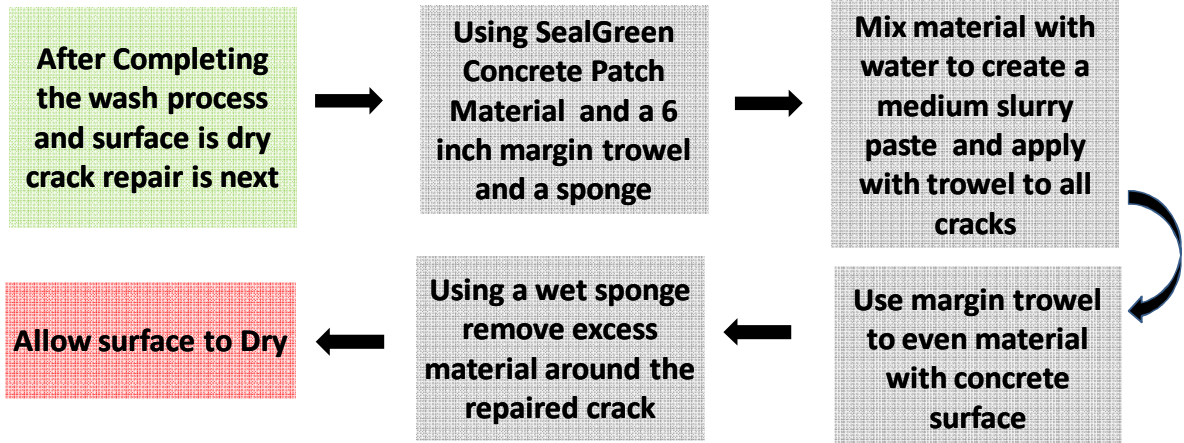 After Completing
the wash process
and surface is dry
crack repair is next
Using SealGreen
Concrete Patch
Material and a 6
inch margin trowel
and a sponge
Mix material with
water to create a
medium slurry
paste and apply
with trowel to all
cracks
Use margin trowel
to even material
with concrete
surface
Using a wet sponge
remove excess
material around the
repaired crack
Allow surface to Dry